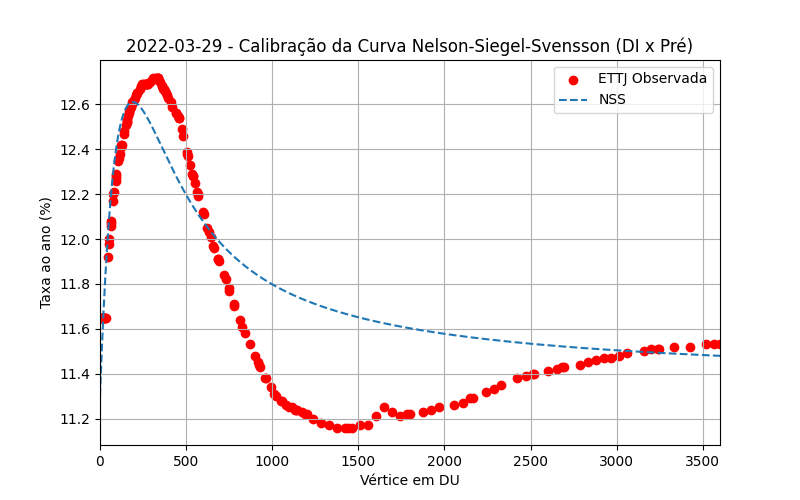 2022-03-29 - Calibração da Curva Nelson-Siegel-Svensson (DI x Pré)
ETTJ Observada
NSS
Taxa ao ano (%)
12.6
12.4
12.2
12.0
11.8
11.6
11.4
11.2
0 500 1000 1500 2000 2500 3000 3500
Vértice em DU